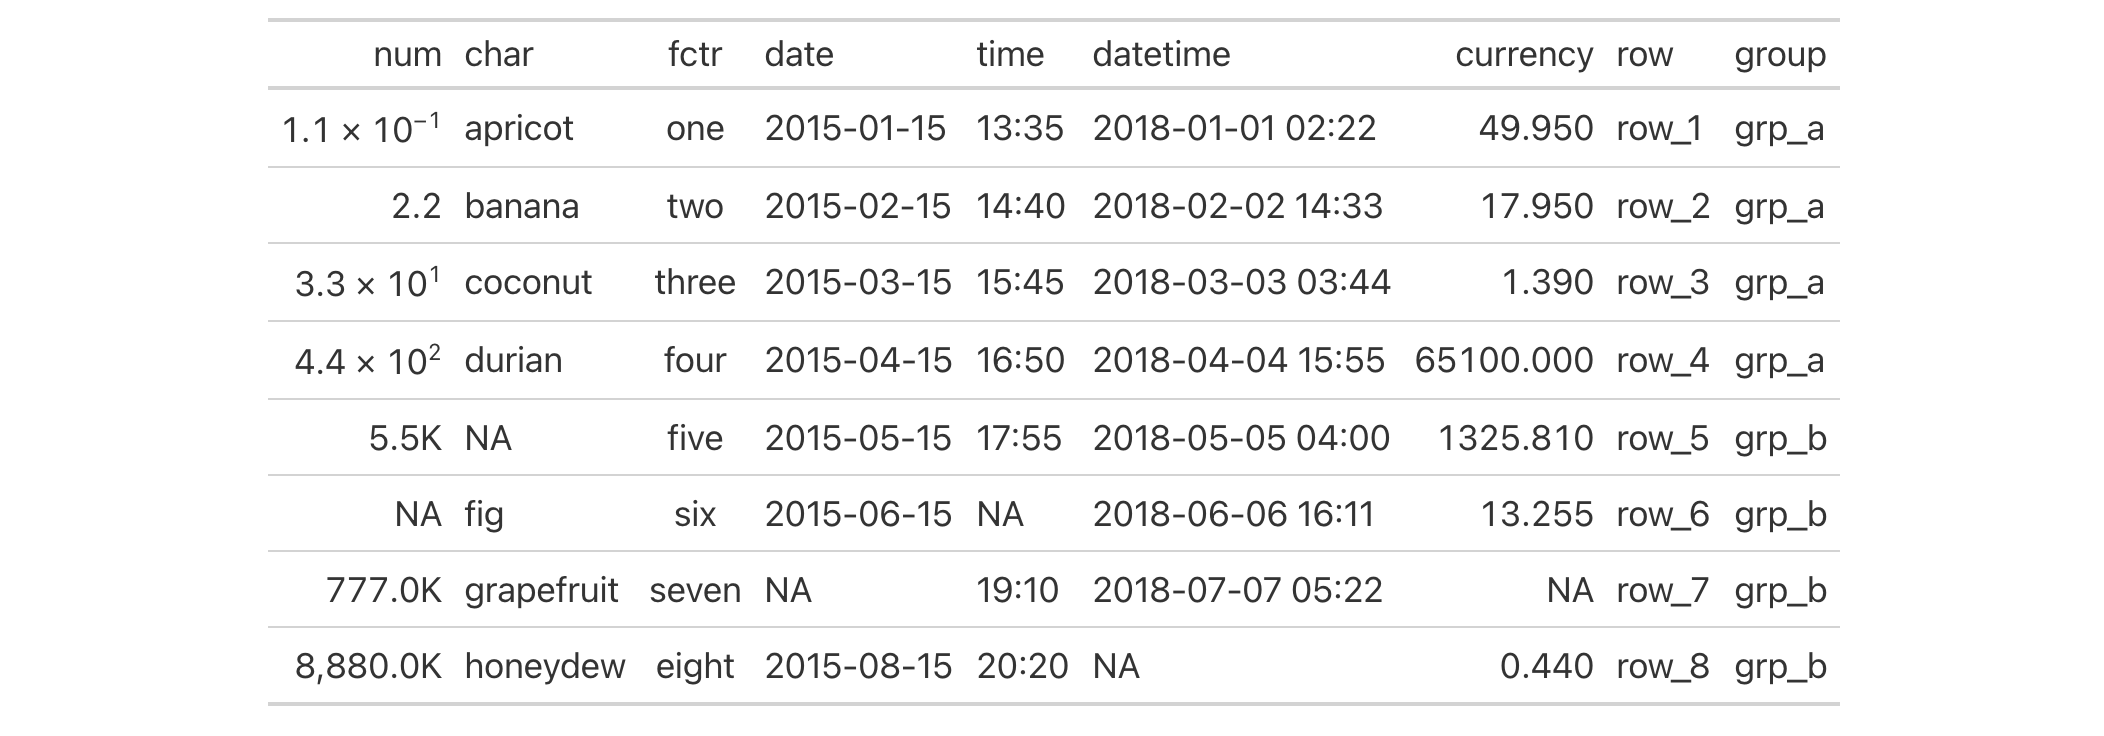 num char fctr date time datetime currency row group
1.1 × 10⁻¹ apricot one 2015-01-15 13:35 2018-01-01 02:22 49.950 row_1 grp_a
2.2 banana two 2015-02-15 14:40 2018-02-02 14:33 17.950 row_2 grp_a
3.3 × 10¹ coconut three 2015-03-15 15:45 2018-03-03 03:44 1.390 row_3 grp_a
4.4 × 10² durian four 2015-04-15 16:50 2018-04-04 15:55 65100.000 row_4 grp_a
5.5K NA five 2015-05-15 17:55 2018-05-05 04:00 1325.810 row_5 grp_b
NA fig six 2015-06-15 NA 2018-06-06 16:11 13.255 row_6 grp_b
777.0K grapefruit seven NA 19:10 2018-07-07 05:22 NA row_7 grp_b
8,880.0K honeydew eight 2015-08-15 20:20 NA 0.440 row_8 grp_b